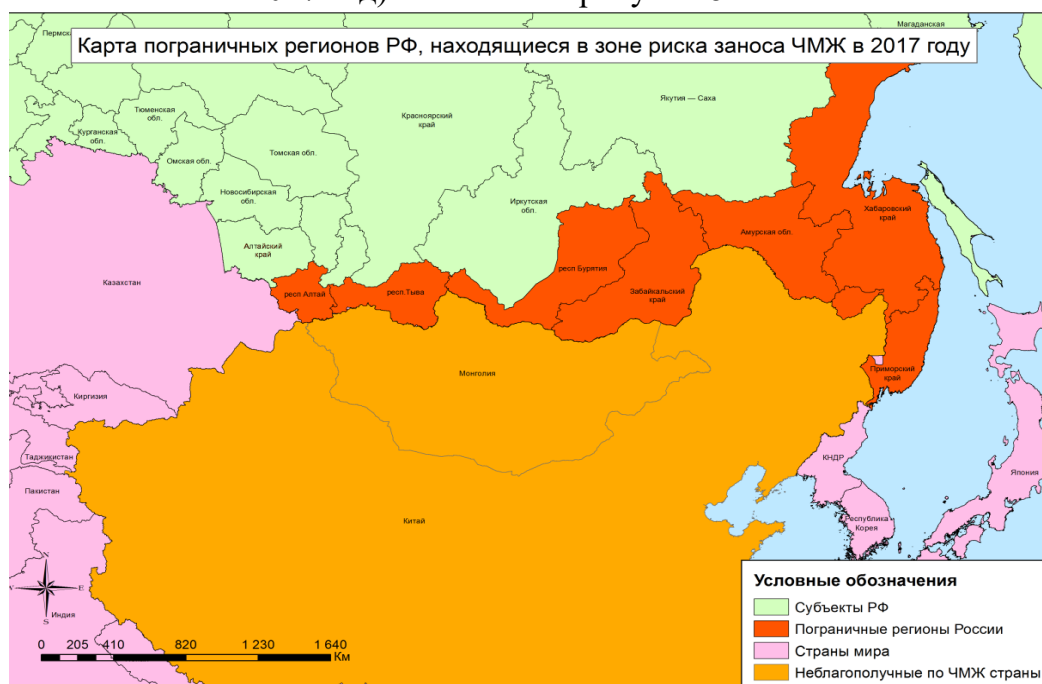 Карта пограничных регионов РФ, находящиеся в зоне риска заноса ЧМЖ в 2017 году
Магаданская
Тюменская
обл.
Курганская
обл.
Омская обл.
Томская обл.
Новосибирская
обл.
Алтайский
край
Красноярский
край
Якутия — Саха
Иркутская
обл.
Хабаровский
край
Амурская обл.
респ Бурятия
Забайкальский
край
респ Алтай
респ.Тыва
Приморский
край
Казахстан
Киргизия
Таджикистан
Пакистан
Индия
Монголия
Китай
КНДР
Республика
Корея
Япония
N
E
S
0 205 410 820 1 230 1 640
Км
Условные обозначения
Субъекты РФ
Пограничные регионы России
Страны мира
Неблагополучные по ЧМЖ страны